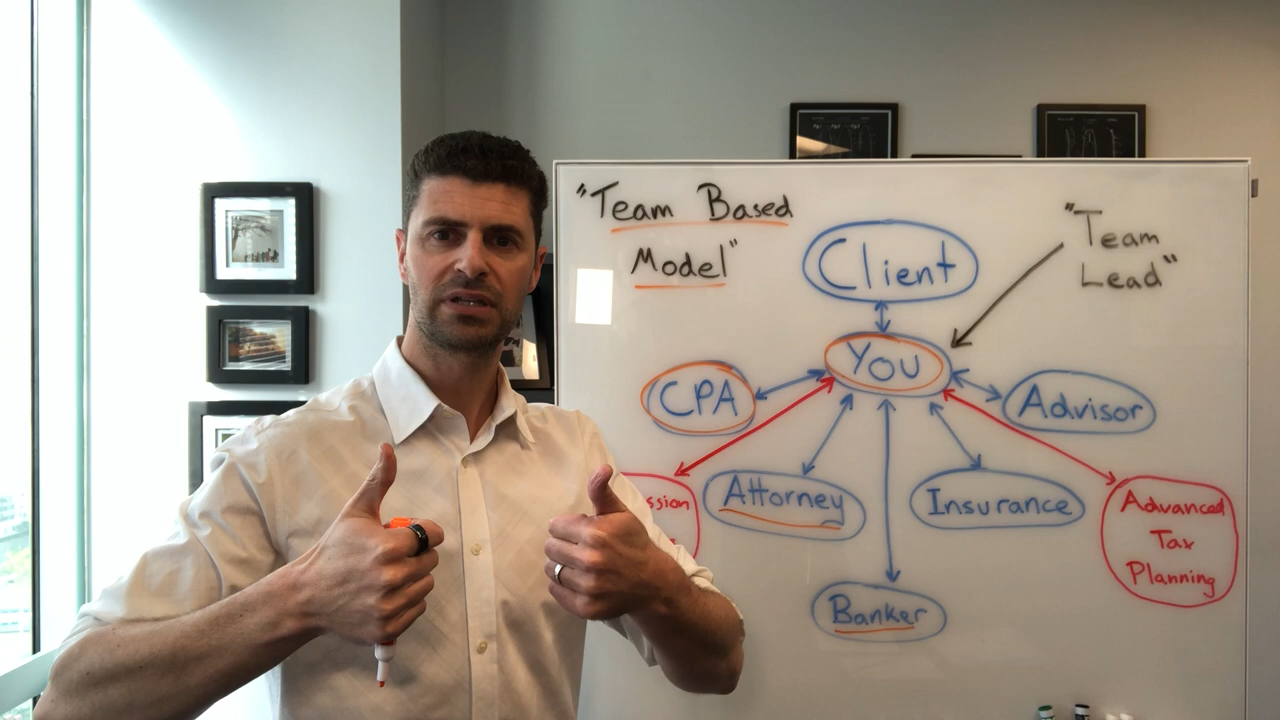 "Team Based
Model"
Client
"Team
Lead"
You
CPA
Advisor
Attorney
Insurance
Advanced
Tax
Planning
Banker